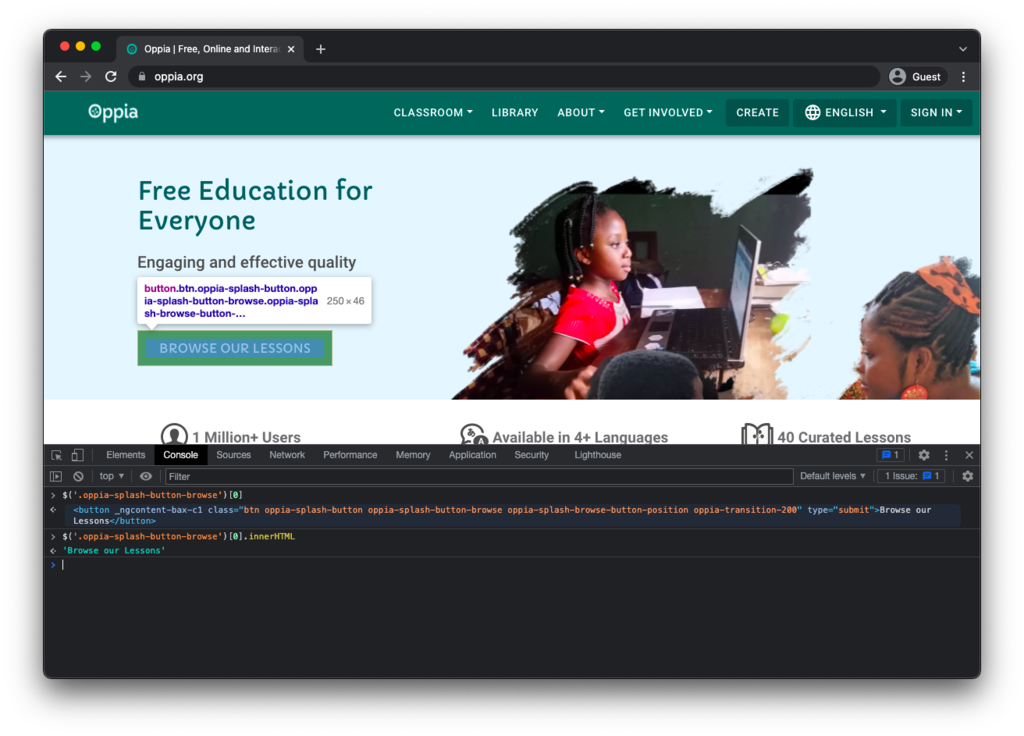 Oppia | Free, Online and Intera
oppia.org
Guest
Oppia
CLASSROOM
LIBRARY
ABOUT
GET INVOLVED
CREATE
ENGLISH
SIGN IN
Free Education for
Everyone
Engaging and effective quality
button.btn.oppia-splash-button.opp
ia-splash-button-browse.oppia-spla
sh-browse-button-…
250 × 46
BROWSE OUR LESSONS
1 Million+ Users
Available in 4+ Languages
40 Curated Lessons
Elements
Console
Sources
Network
Performance
Memory
Application
Security
Lighthouse
1
top
Filter
Default levels
1 Issue: 1
> $('.oppia-splash-button-browse')[0]
<button _ngcontent-bax-c1 class="btn oppia-splash-button oppia-splash-button-browse oppia-splash-browse-button-position oppia-transition-200" type="submit">Browse our
Lessons</button>
> $('.oppia-splash-button-browse')[0].innerHTML
'Browse our Lessons'
>